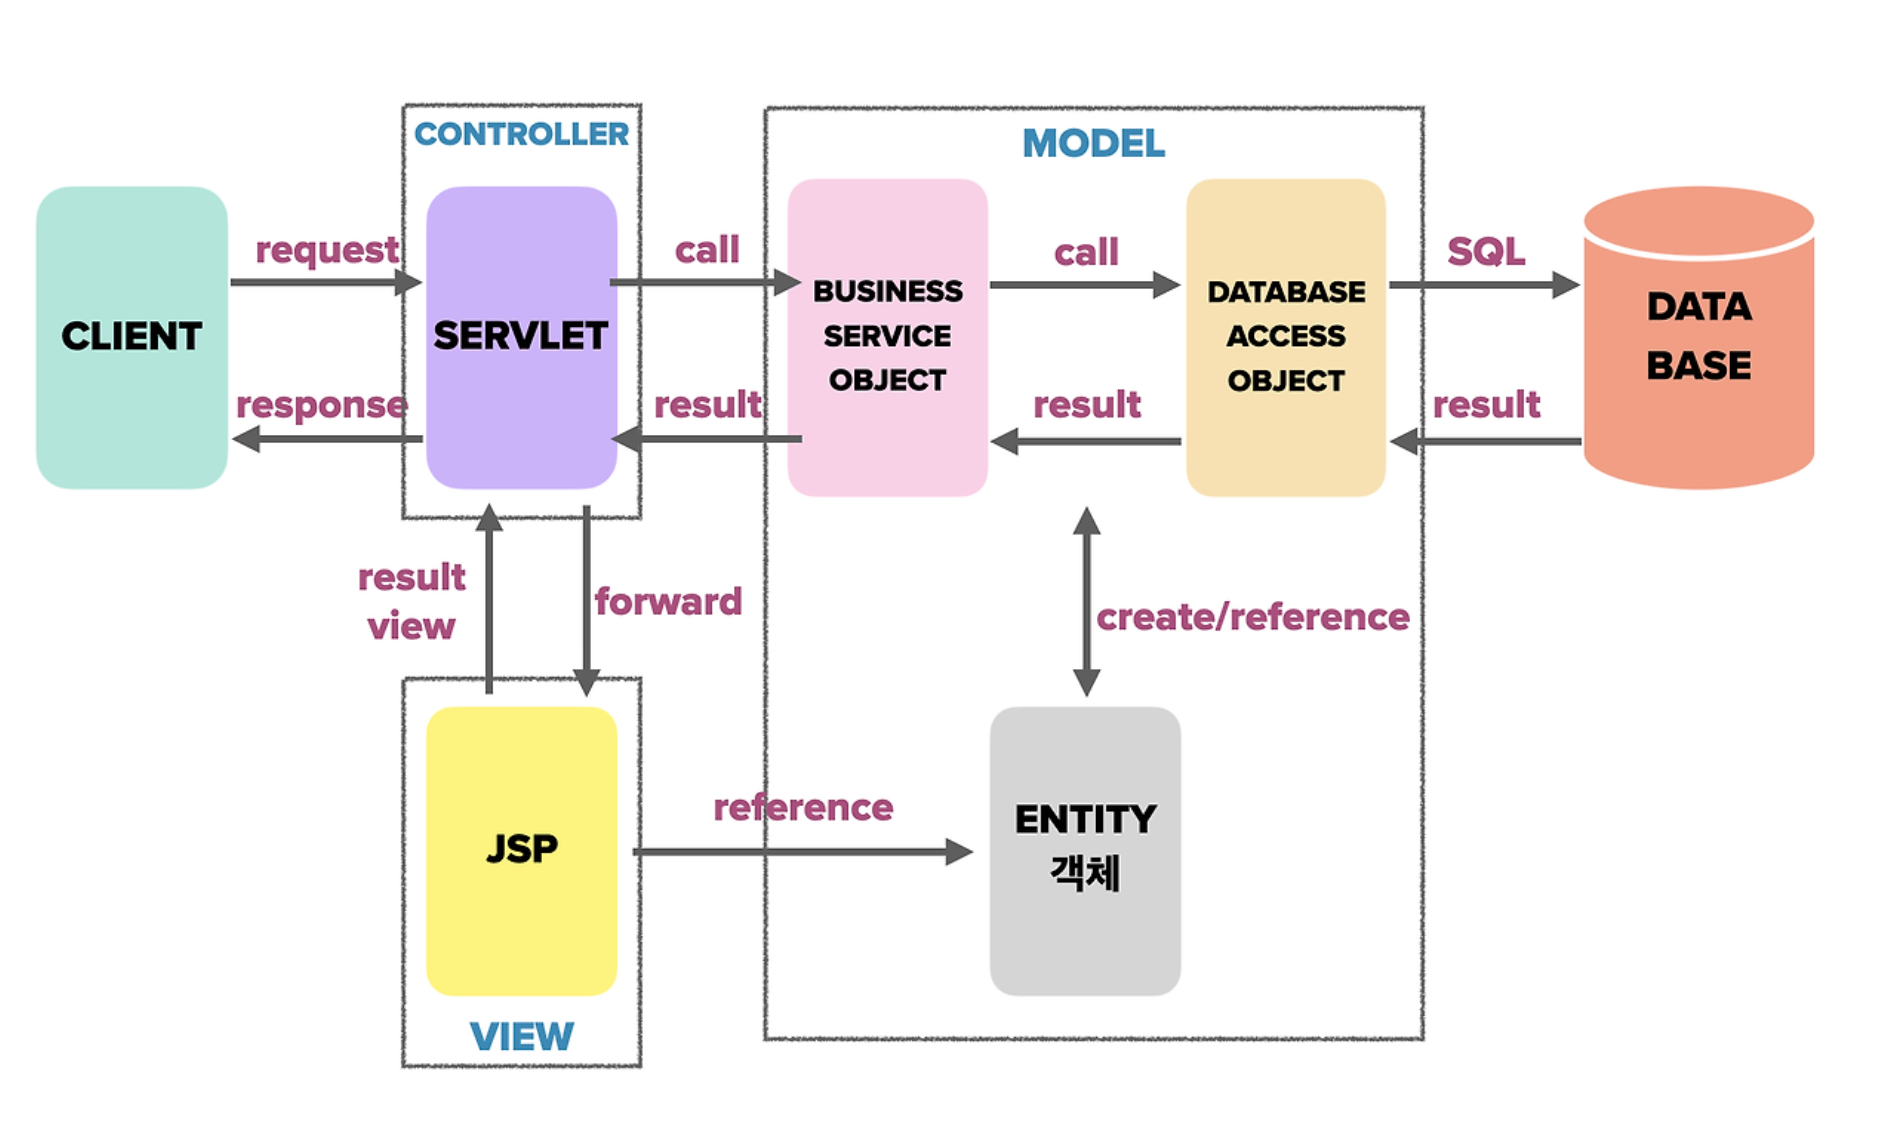 CONTROLLER
MODEL
CLIENT
request
response
SERVLET
call
result
BUSINESS
SERVICE
OBJECT
call
result
DATABASE
ACCESS
OBJECT
SQL
result
DATA
BASE
result
view
forward
create/reference
JSP
VIEW
reference
ENTITY
객체